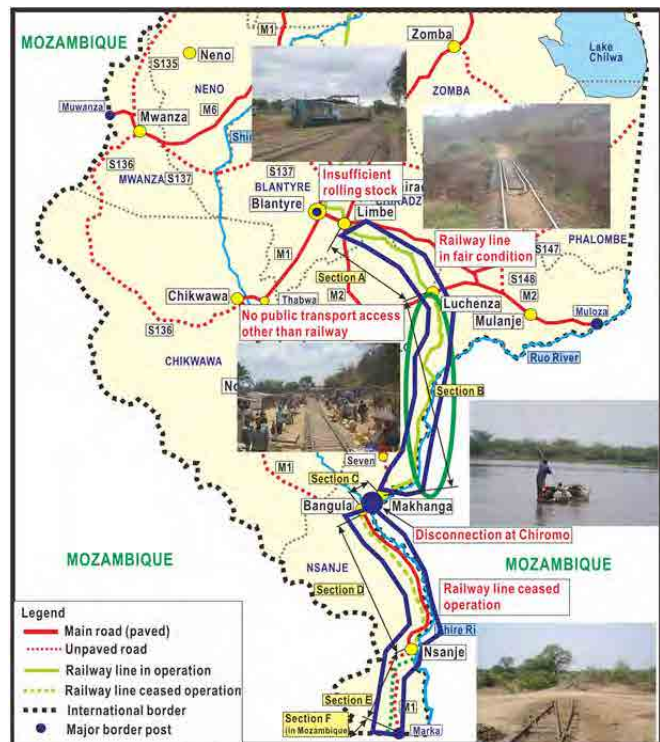 MOZAMBIQUE
M1
Zomba
Lake
Chilwa
Neno
S135
NENO
ZOMBA
Muwanza
M6
Mwanza
Shir
S136
MWANZA
S137
S137
Insufficient
rolling stock
BLANTYRE
Blantyre
Limbe
Railway line
in fair condition
PHALOMBE
S147
M1
Section A
S148
Chikwawa
Thabwa
M2
Luchenza
M2
No public transport access
other than railway
Mulanje
Muloza
S136
CHIKWAWA
Ruo River
Section B
Seven
M1
Section C
Bangula
Makhanga
Disconnection at Chiromo
MOZAMBIQUE
MOZAMBIQUE
NSANJE
Railway line ceased
operation
Section D
Shire Ri
Nsanje
Section E
M1
Section F
(in Mozambique)
Marka
Legend
Main road (paved)
Unpaved road
Railway line in operation
Railway line ceased operation
International border
Major border post